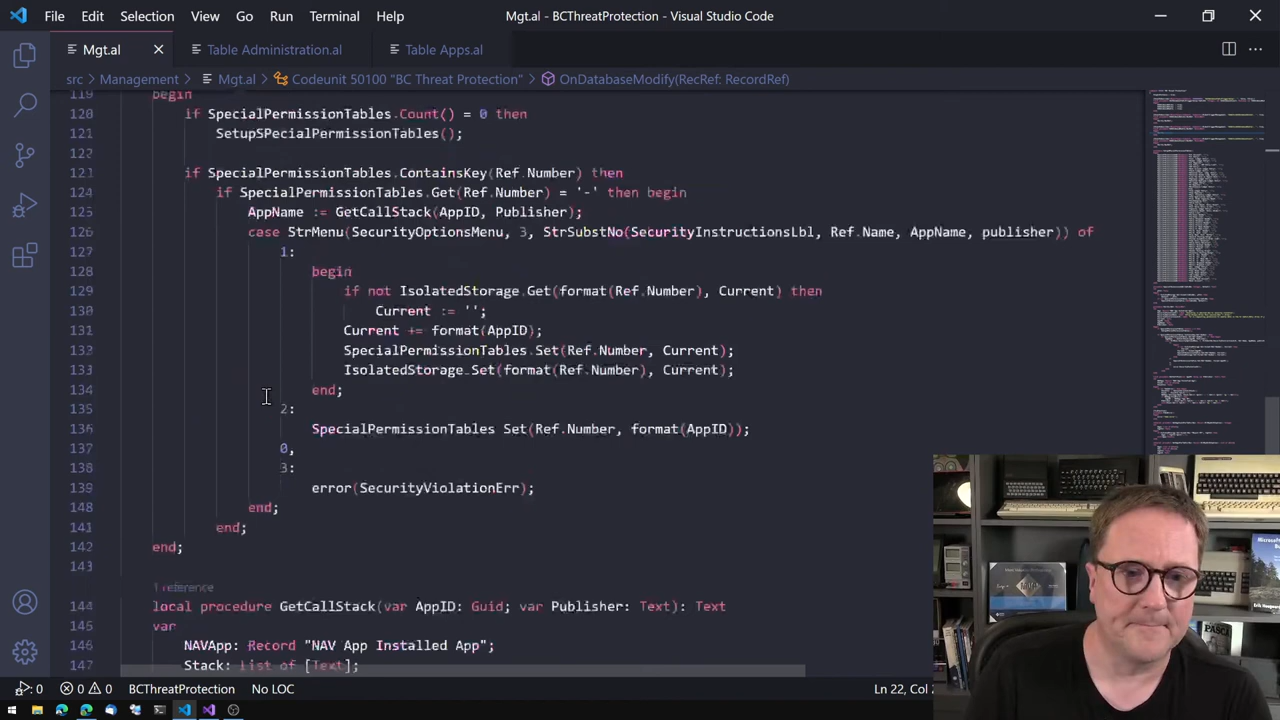 File Edit Selection View Go Run Terminal Help
Mgt.al - BCThreatProtection - Visual Studio Code
Mgt.al
Table Administration.al
Table Apps.al
src > Management > Mgt.al > Codeunit 50100 "BC Threat Protection" > OnDatabaseModify(RecRef: RecordRef)
119 begin
120 if SpecialPermissionTables.Count() = 0 then
121 SetupSPecialPermissionTables();
if SpecialPermissionTables.ContainsKey(Ref.Number) then
124 if SpecialPermissionTables.Get(Ref.Number) = '-' then begin
125 AppName := GetCallStack(AppID, Publisher);
126 case StrMenu(SecurityOptionsMenu, 3, StrSubstNo(SecurityInstructionsLbl, Ref.Name, AppName, publisher)) of
127 1:
128 begin
129 if not IsolatedStorage.Get(format(Ref.Number), Current) then
130 Current := '';
131 Current += format(AppID);
SpecialPermissionTables.Set(Ref.Number, Current);
133 IsolatedStorage.Set(format(Ref.Number), Current);
134 end;
135 2:
136 SpecialPermissionTables.Set(Ref.Number, format(AppID));
137 0,
138 3:
139 error(SecurityViolationErr);
end;
141 end;
142 end;
143
1 reference
144 local procedure GetCallStack(var AppID: Guid; var Publisher: Text): Text
var
146 NAVApp: Record "NAV App Installed App";
147 Stack: List of [Text];
0 0 0 BCThreatProtection No LOC
Ln 22,